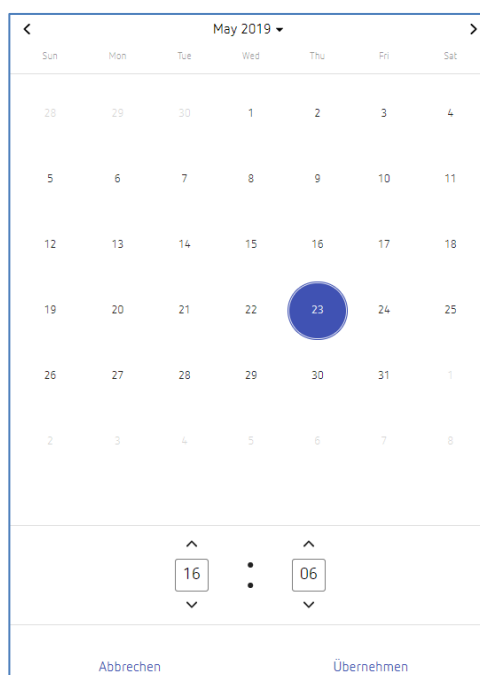 May 2019
Sun Mon Tue Wed Thu Fri Sat
28 29 30 1 2 3 4
5 6 7 8 9 10 11
12 13 14 15 16 17 18
19 20 21 22 23 24 25
26 27 28 29 30 31 1
2 3 4 5 6 7 8
16 : 06
Abbrechen Übernehmen